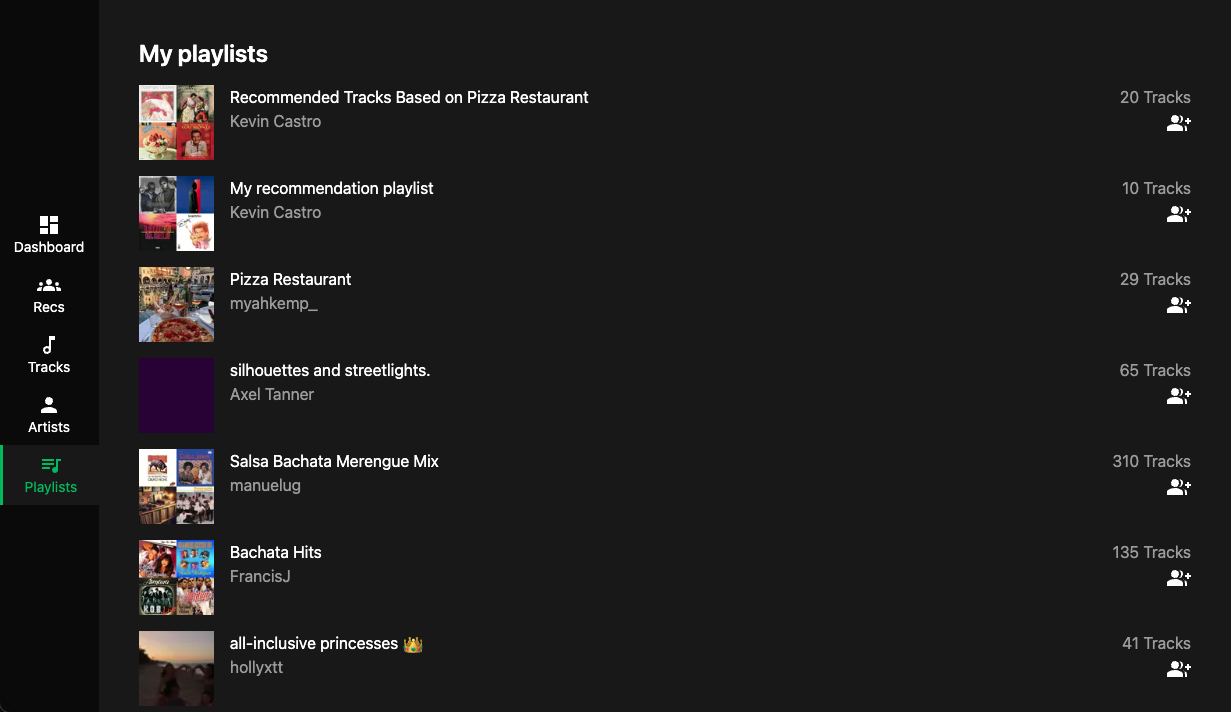 My playlists
Recommended Tracks Based on Pizza Restaurant
20 Tracks
Kevin Castro
My recommendation playlist
10 Tracks
Kevin Castro
Pizza Restaurant
29 Tracks
myahkemp_
silhouettes and streetlights.
65 Tracks
Axel Tanner
Salsa Bachata Merengue Mix
310 Tracks
manuelug
Bachata Hits
135 Tracks
FrancisJ
all-inclusive princesses 👑
41 Tracks
hollyxtt
Dashboard
Recs
Tracks
Artists
Playlists